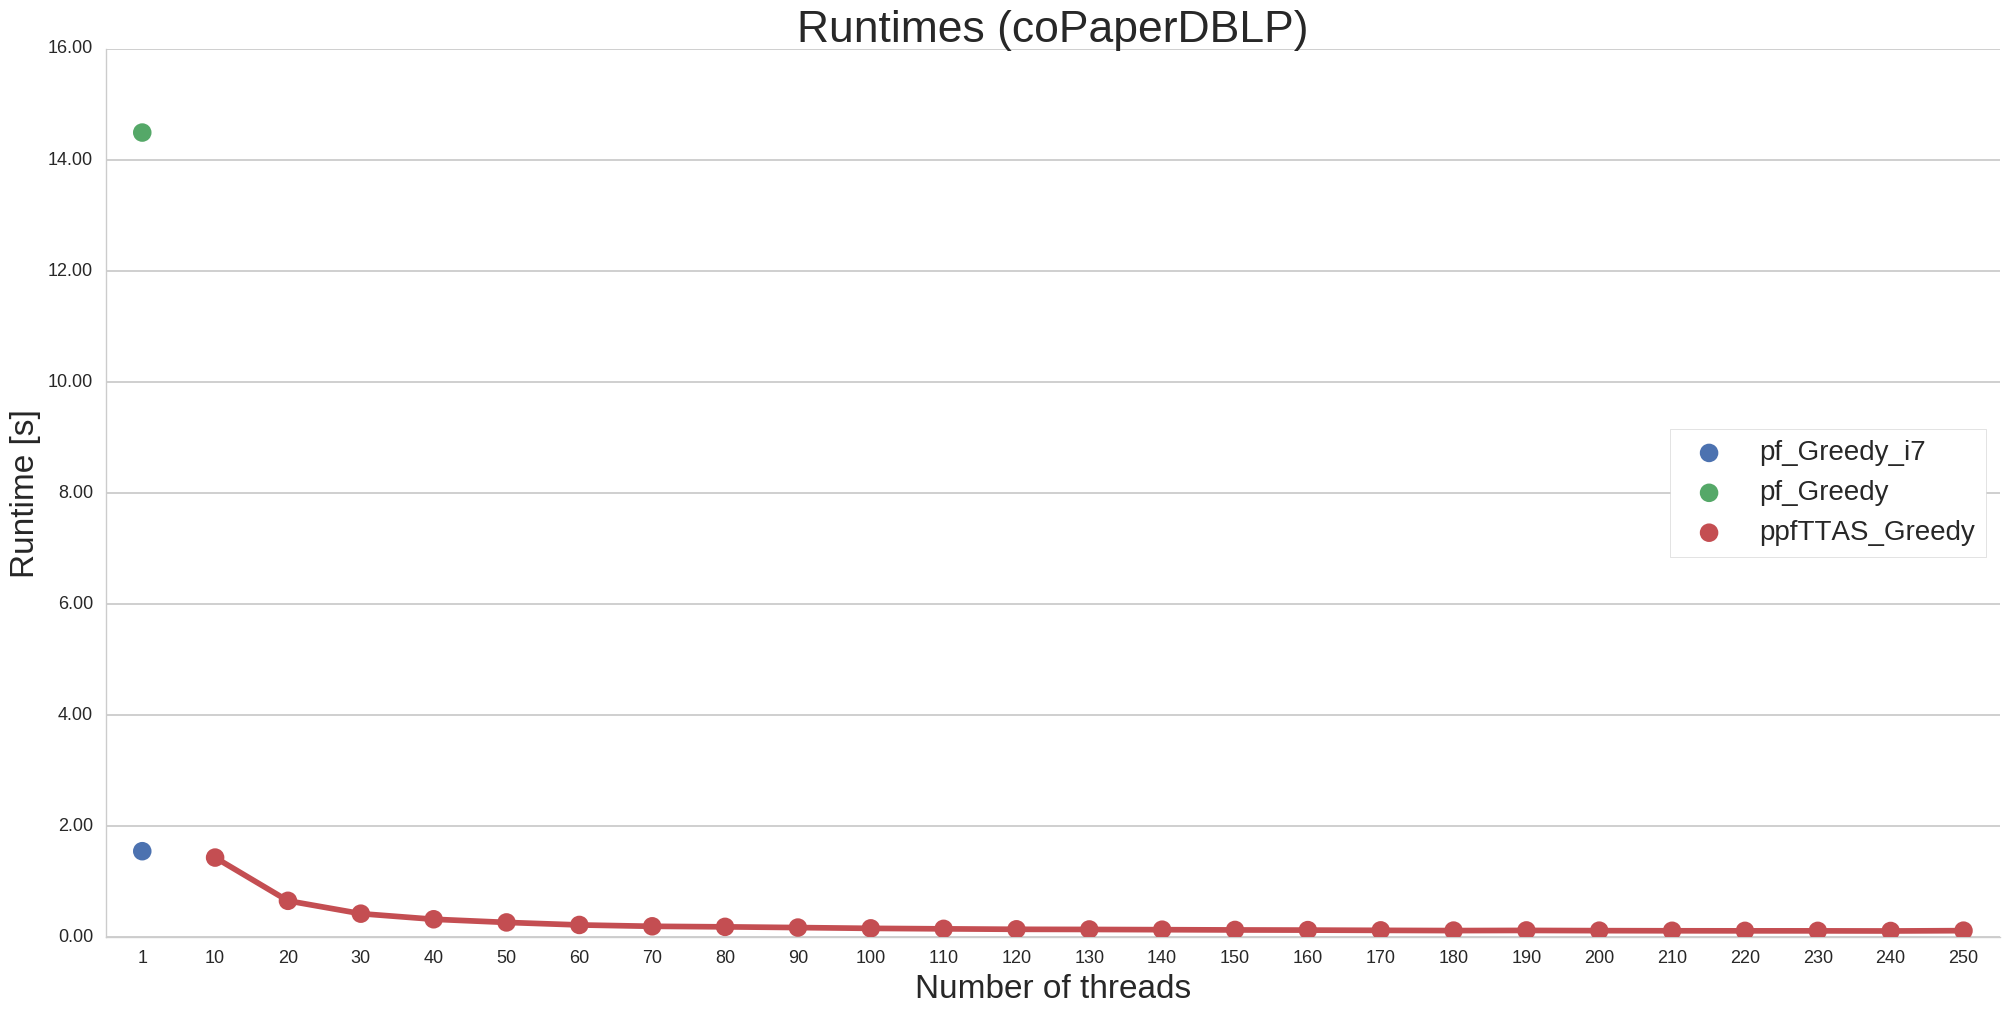 Runtimes (coPaperDBLP)
16.00
14.00
12.00
10.00
8.00
6.00
4.00
2.00
0.00
Runtime [s]
pf_Greedy_i7
pf_Greedy
ppfTTAS_Greedy
1 10 20 30 40 50 60 70 80 90 100 110 120 130 140 150 160 170 180 190 200 210 220 230 240 250
Number of threads